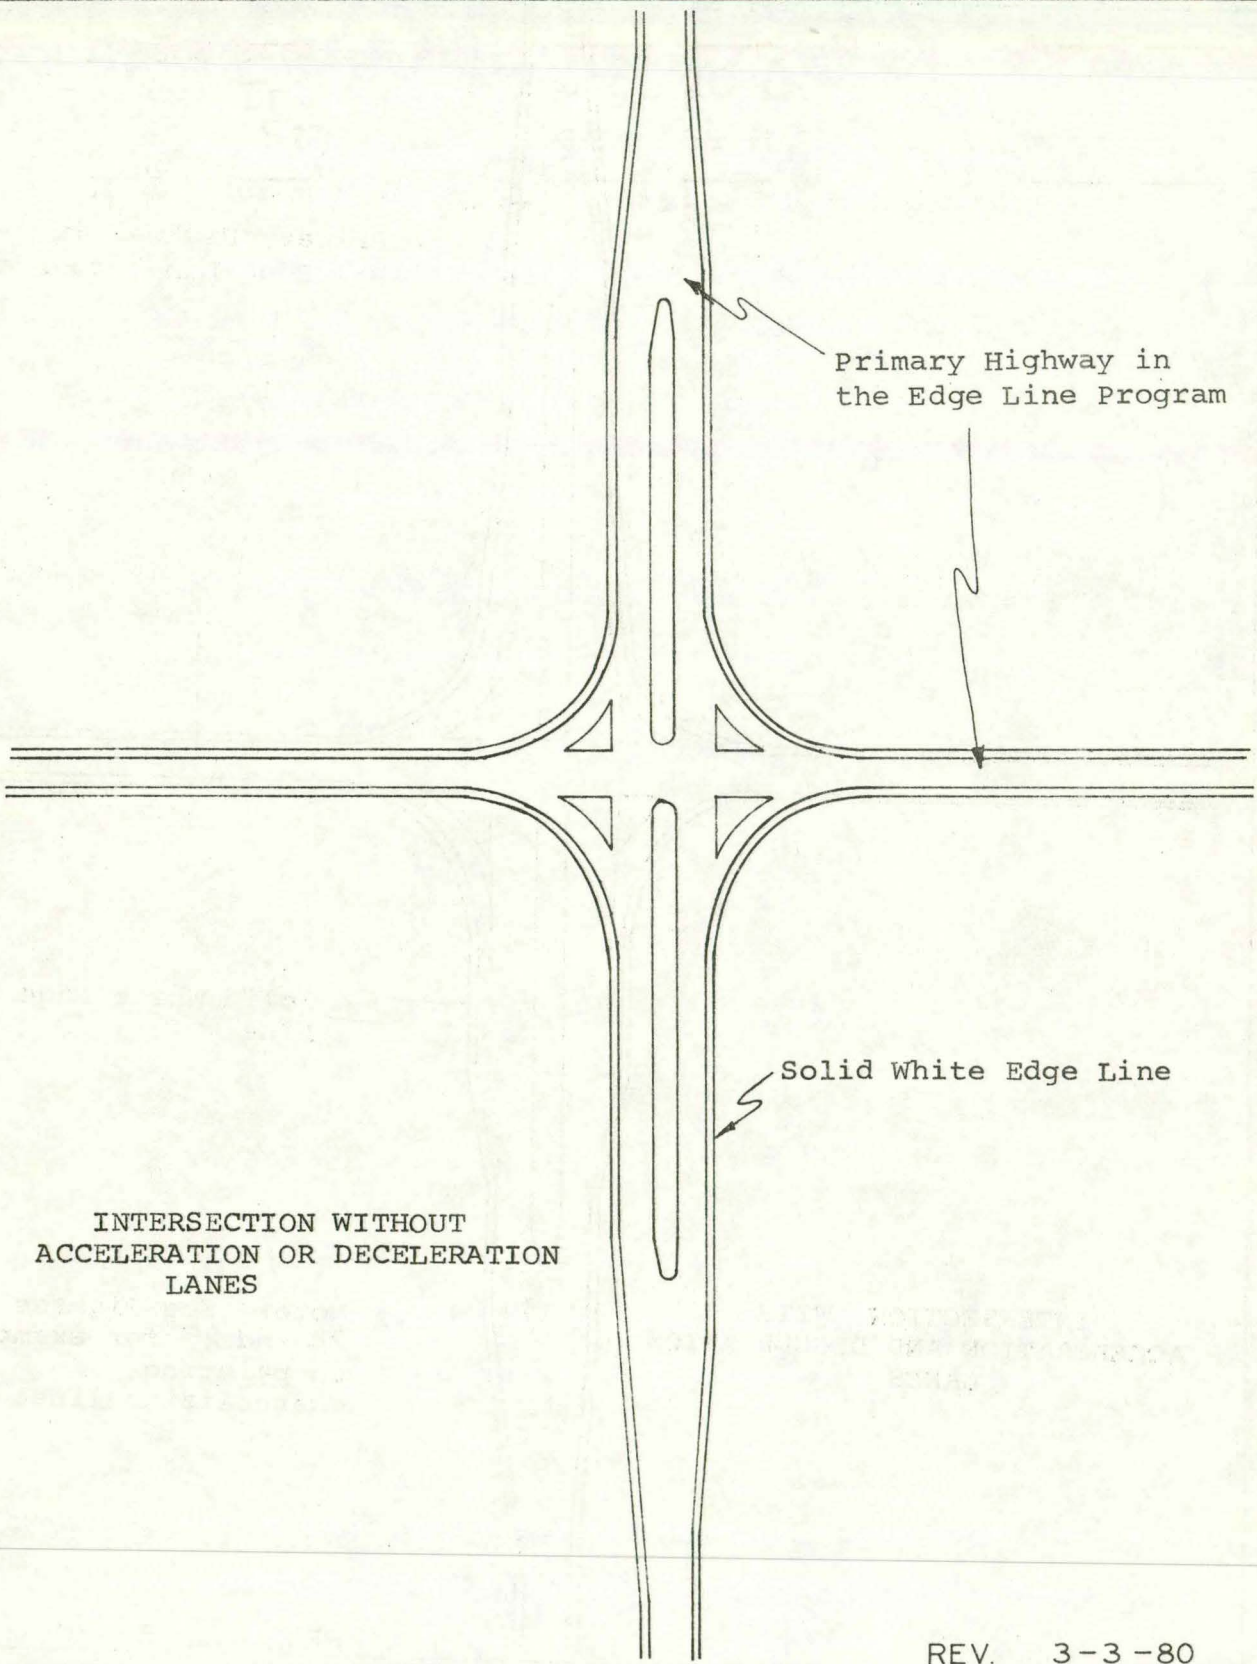 Primary Highway in
the Edge Line Program
Solid White Edge Line
INTERSECTION WITHOUT
ACCELERATION OR DECELERATION
LANES
REV. 3-3-80